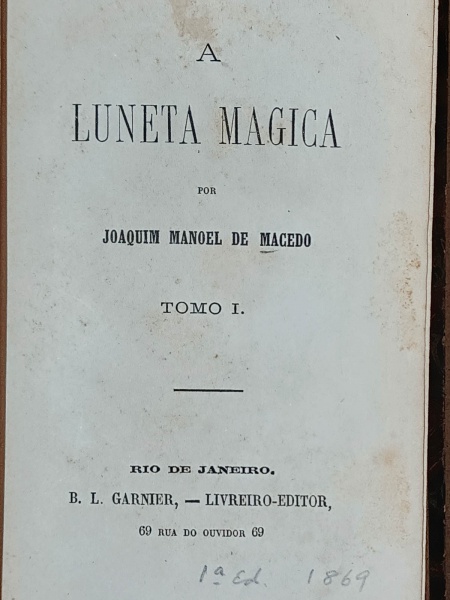 A
LUNETA MAGICA
POR
JOAQUIM MANOEL DE MACEDO
TOMO I.
RIO DE JANEIRO.
B. L. GARNIER, — LIVREIRO-EDITOR,
69 RUA DO OUVIDOR 69
1ª Ed. 1869